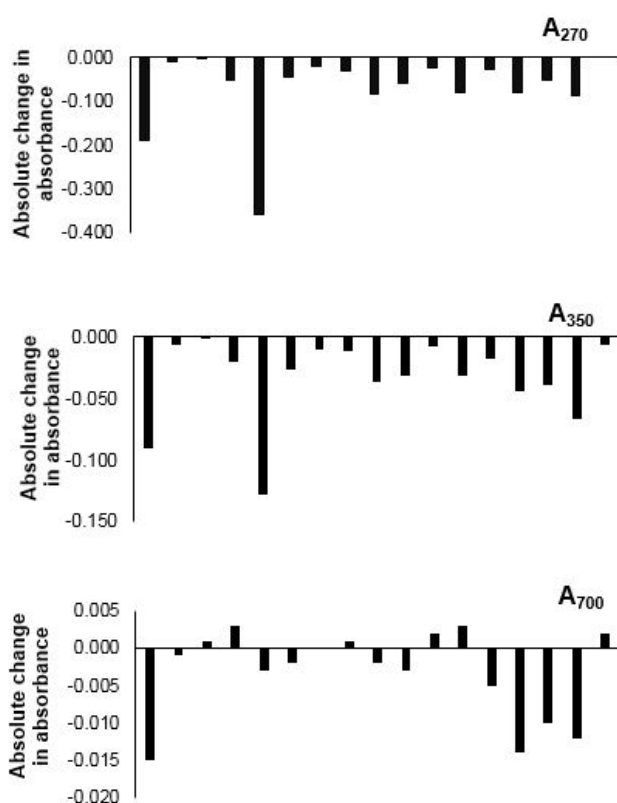 A₂₇₀
Absolute change in
absorbance
0.000
-0.100
-0.200
-0.300
-0.400
A₃₅₀
Absolute change
in absorbance
0.000
-0.050
-0.100
-0.150
A₇₀₀
Absolute change
in absorbance
0.005
0.000
-0.005
-0.010
-0.015
-0.020